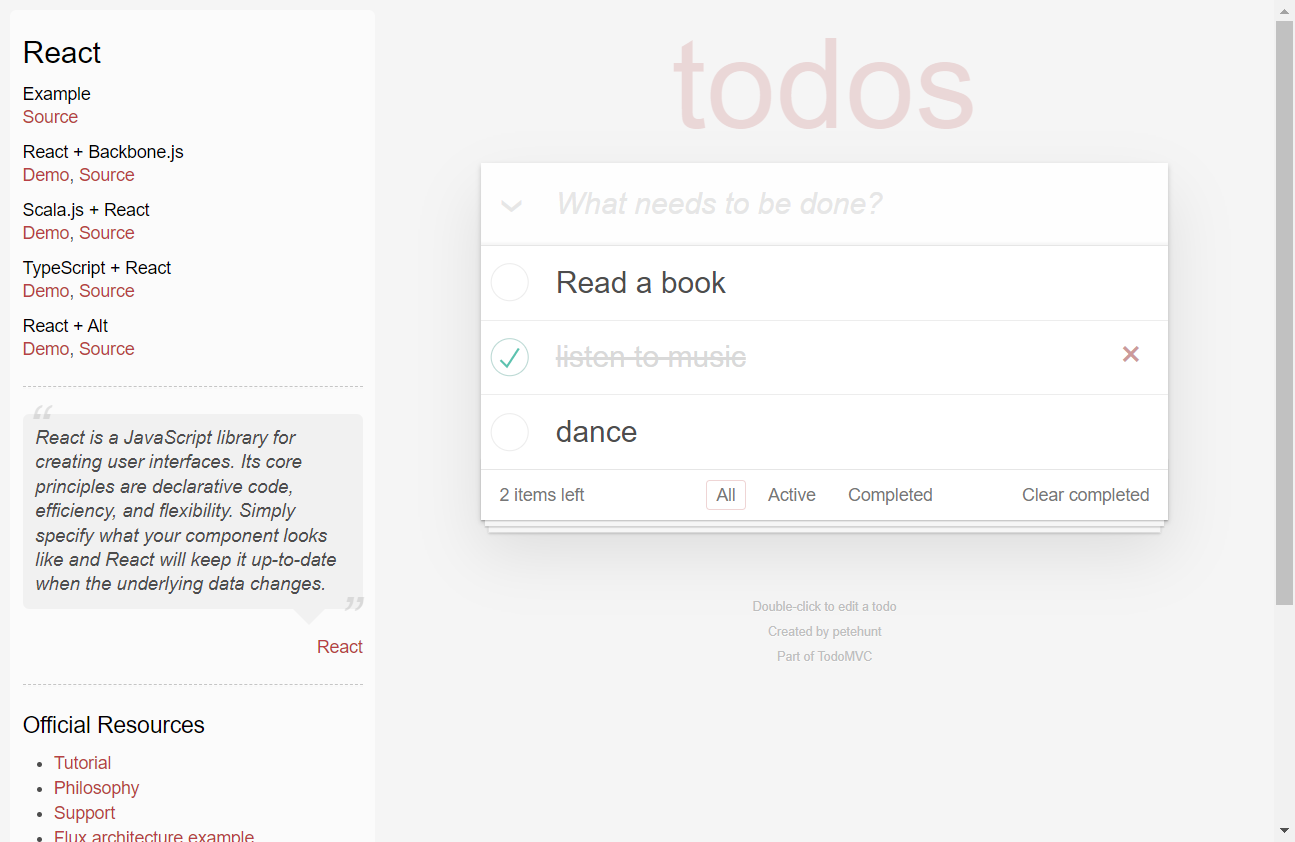 React
Example
Source
React + Backbone.js
Demo, Source
Scala.js + React
Demo, Source
TypeScript + React
Demo, Source
React + Alt
Demo, Source
“
React is a JavaScript library for
creating user interfaces. Its core
principles are declarative code,
efficiency, and flexibility. Simply
specify what your component looks
like and React will keep it up-to-date
when the underlying data changes.
”
React
Official Resources
Tutorial
Philosophy
Support
Flux architecture example
todos
What needs to be done?
Read a book
listen to music
dance
2 items left All Active Completed Clear completed
Double-click to edit a todo
Created by petehunt
Part of TodoMVC